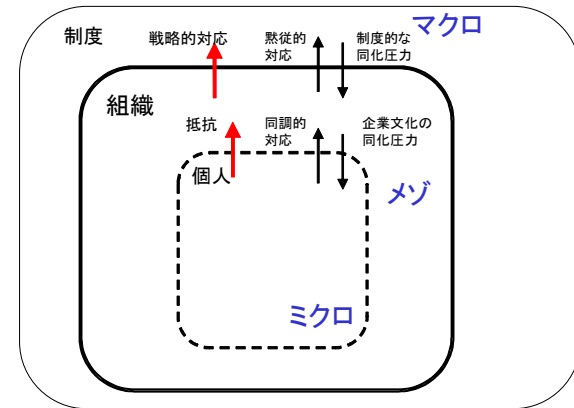 マクロ
制度
戦略的対応
黙従的
対応
制度的な
同化圧力
組織
抵抗
同調的
対応
企業文化の
同化圧力
個人
メゾ
ミクロ